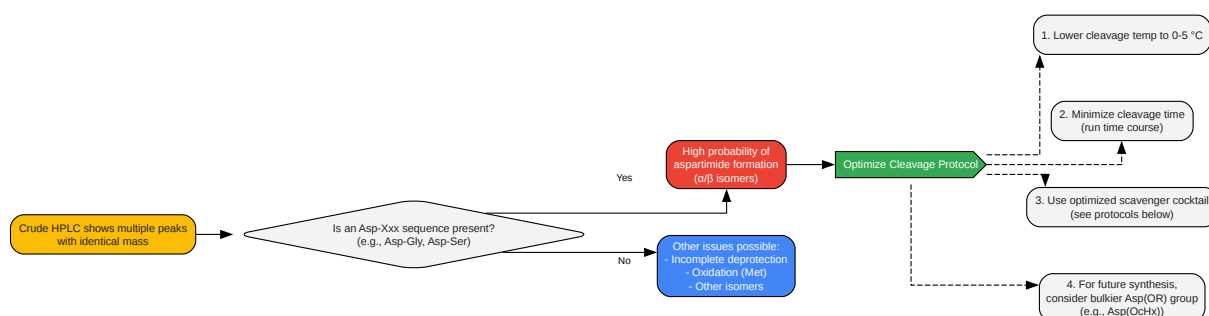 Crude HPLC shows multiple peaks
with identical mass
Is an Asp-Xxx sequence present?
(e.g., Asp-Gly, Asp-Ser)
Yes
No
High probability of
aspartimide formation
(α/β isomers)
Other issues possible:
- Incomplete deprotection
- Oxidation (Met)
- Other isomers
Optimize Cleavage Protocol
1. Lower cleavage temp to 0-5 °C
2. Minimize cleavage time
(run time course)
3. Use optimized scavenger cocktail
(see protocols below)
4. For future synthesis,
consider bulkier Asp(OR) group
(e.g., Asp(OcHx))